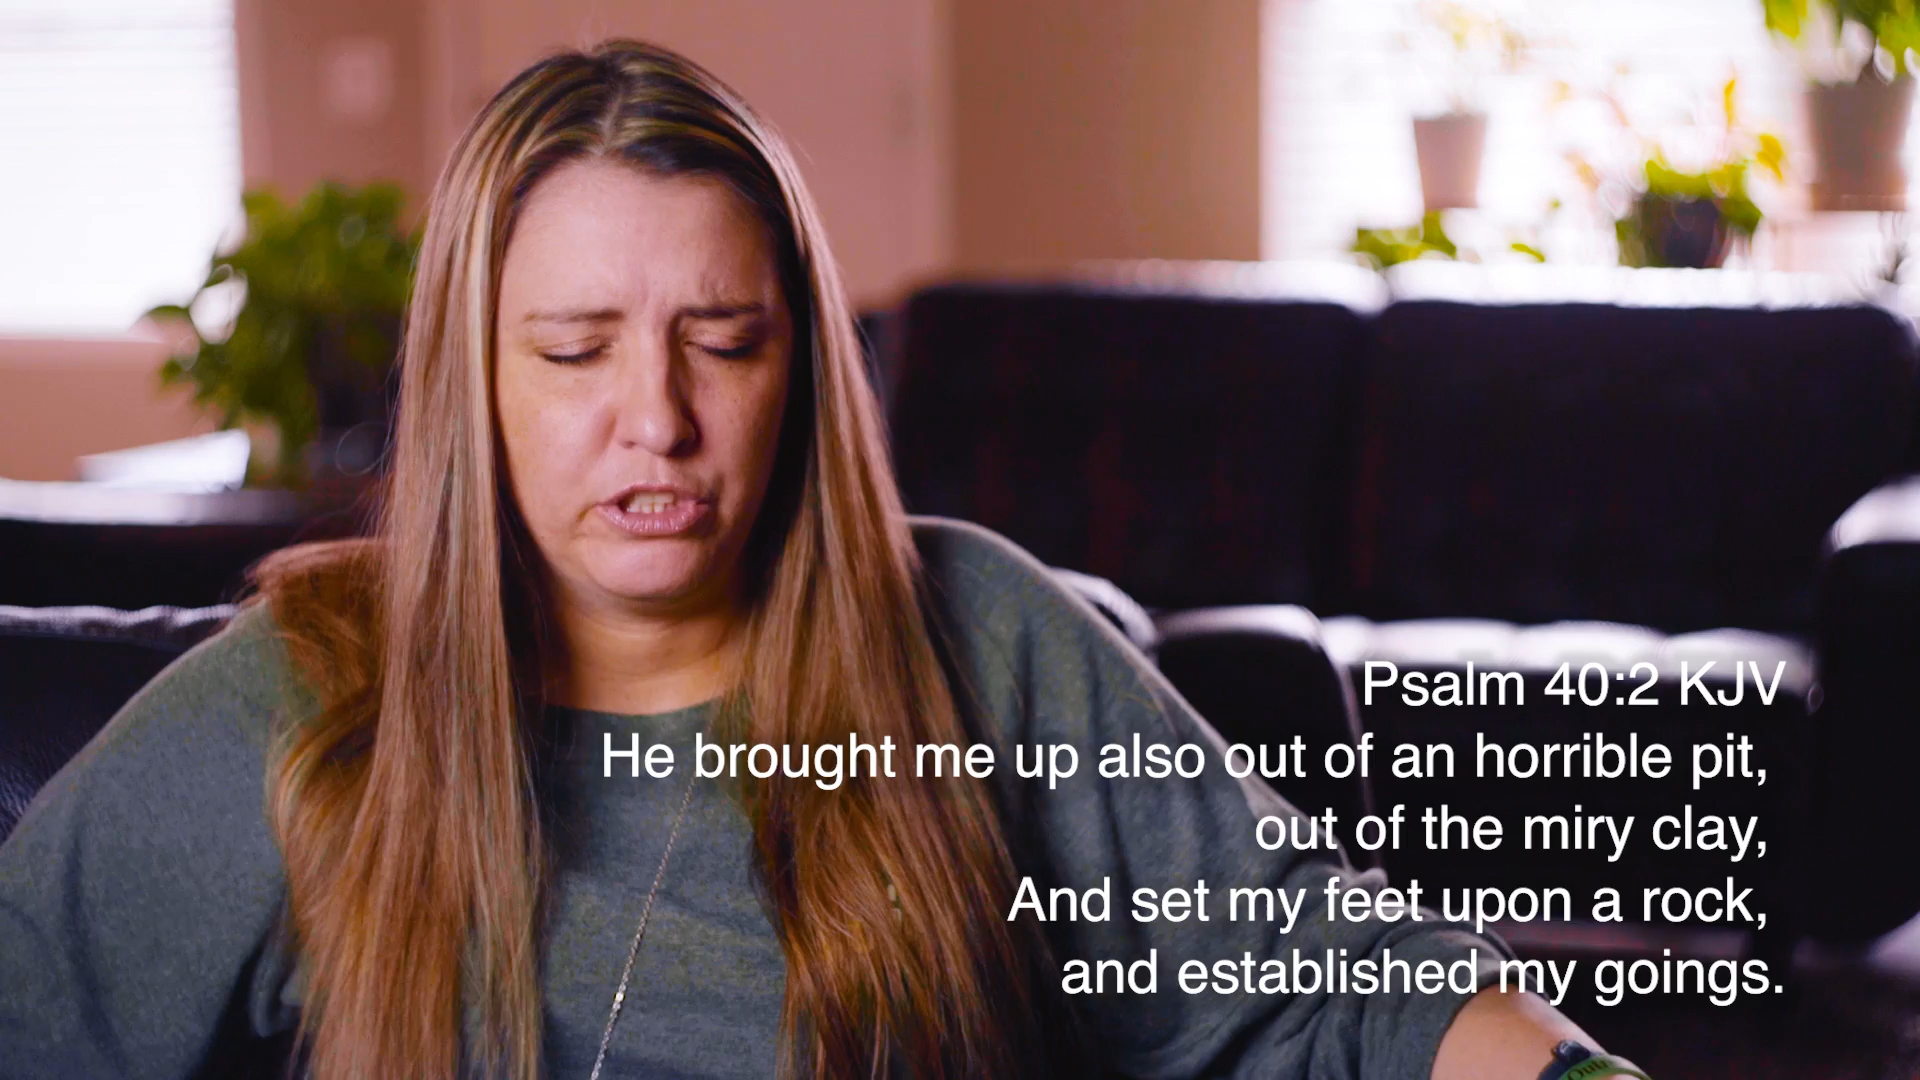 Psalm 40:2 KJV
He brought me up also out of an horrible pit,
out of the miry clay,
And set my feet upon a rock,
and established my goings.